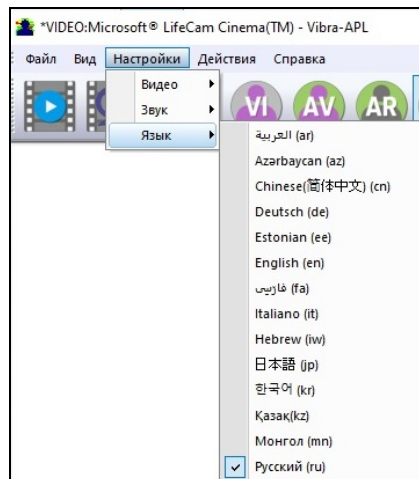 *VIDEO:Microsoft® LifeCam Cinema(TM) - Vibra-APL
Файл Вид Настройки Действия Справка
Видео
Звук
Язык
VI AV AR
العربية (ar)
Azərbaycan (az)
Chinese(简体中文) (cn)
Deutsch (de)
Estonian (ee)
English (en)
فارسی (fa)
Italiano (it)
Hebrew (iw)
日本語 (jp)
한국어 (kr)
Қазақ(kz)
Монгол (mn)
Русский (ru)